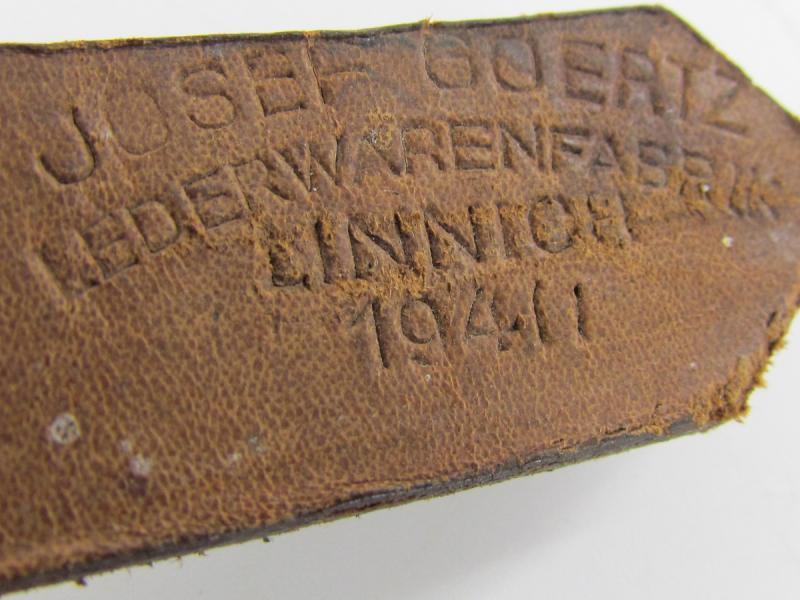 JOSEF GOERTZ
LEDERWARENFABRIK
LINNICH
1941